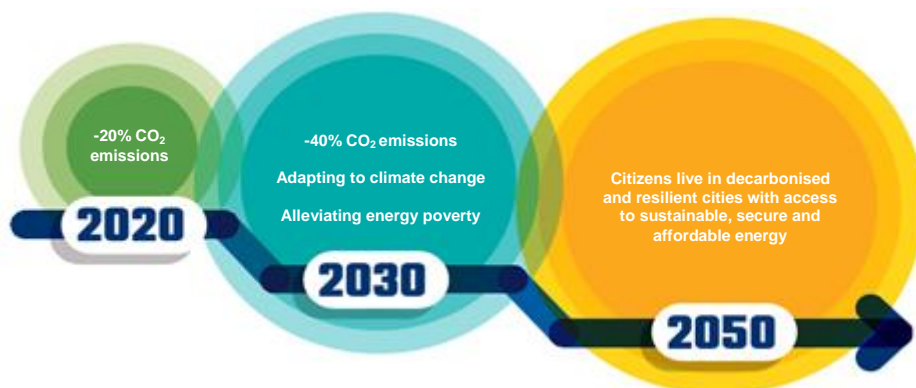 -20% CO₂
emissions
2020
-40% CO₂ emissions
Adapting to climate change
Alleviating energy poverty
2030
Citizens live in decarbonised
and resilient cities with access
to sustainable, secure and
affordable energy
2050